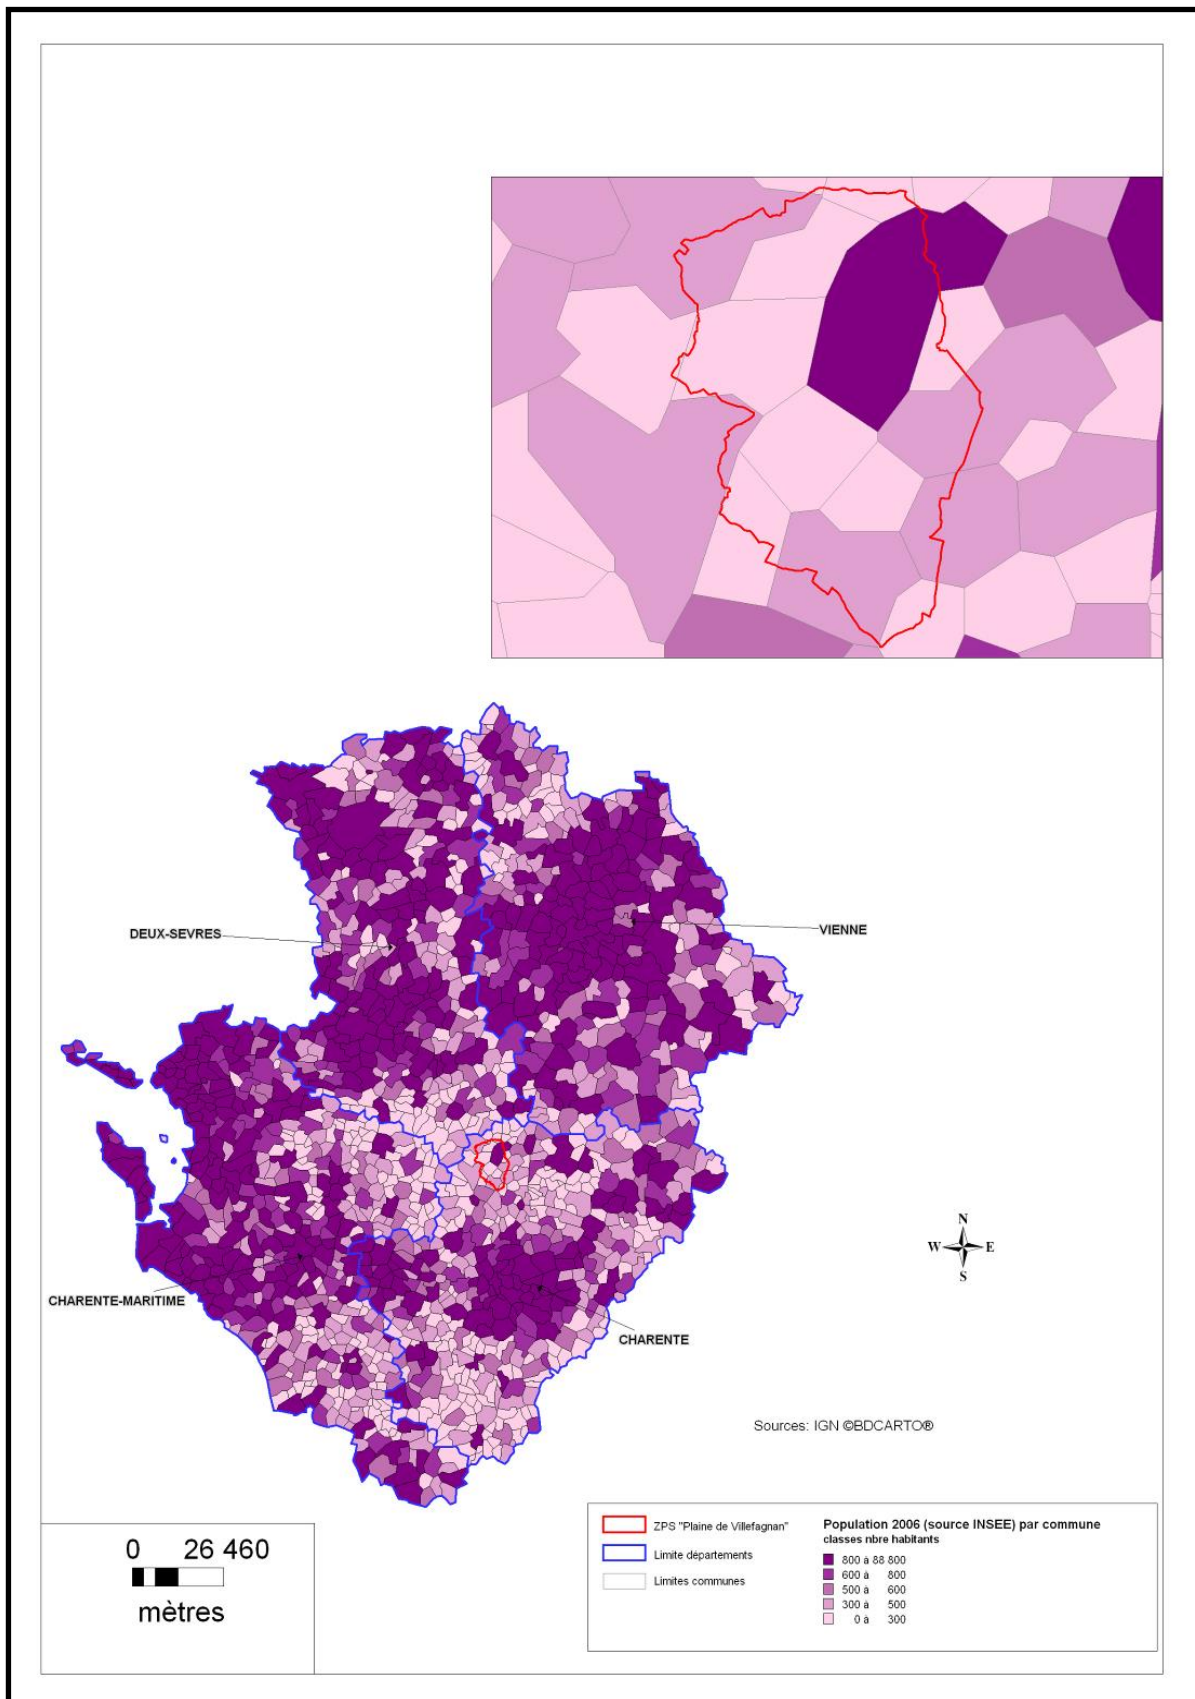 DEUX-SEVRES
VIENNE
N
W E
S
CHARENTE-MARITIME
CHARENTE
Sources: IGN ©BDCARTO®
0 26 460
mètres
ZPS "Plaine de Villefagnan"
Limite départements
Limites communes
Population 2006 (source INSEE) par commune
classes nbre habitants
800 à 88 800
600 à 800
500 à 600
300 à 500
0 à 300